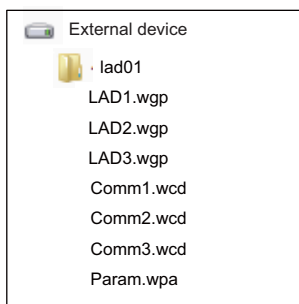 External device
lad01
LAD1.wgp
LAD2.wgp
LAD3.wgp
Comm1.wcd
Comm2.wcd
Comm3.wcd
Param.wpa